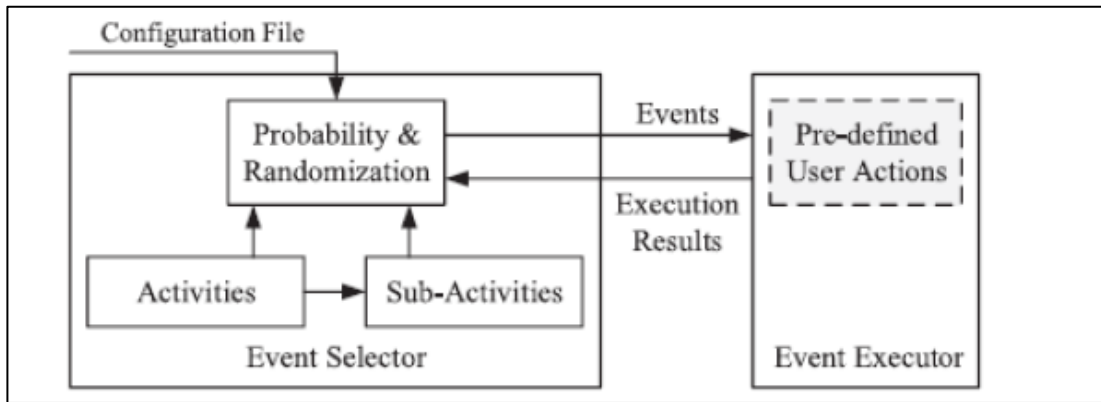 Configuration File
Probability &
Randomization
Events
Pre-defined
User Actions
Execution
Results
Activities
Sub-Activities
Event Selector
Event Executor